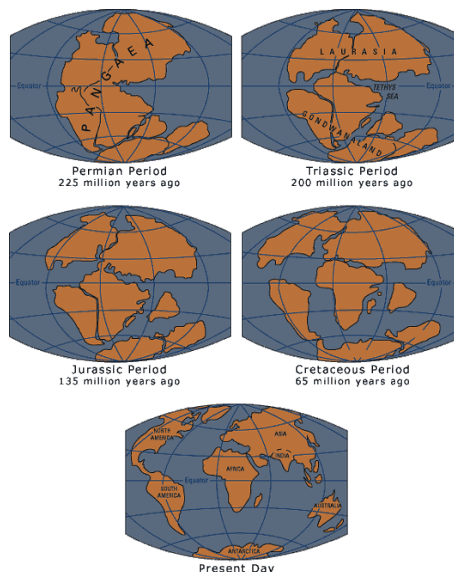 PANGAEA
Equator
Permian Period
225 million years ago
LAURASIA
Equator
TETHYS
SEA
GONDWANALAND
Triassic Period
200 million years ago
Equator
Jurassic Period
135 million years ago
Equator
Cretaceous Period
65 million years ago
NORTH
AMERICA
ASIA
INDIA
AFRICA
Equator
SOUTH
AMERICA
AUSTRALIA
ANTARCTICA
Present Day